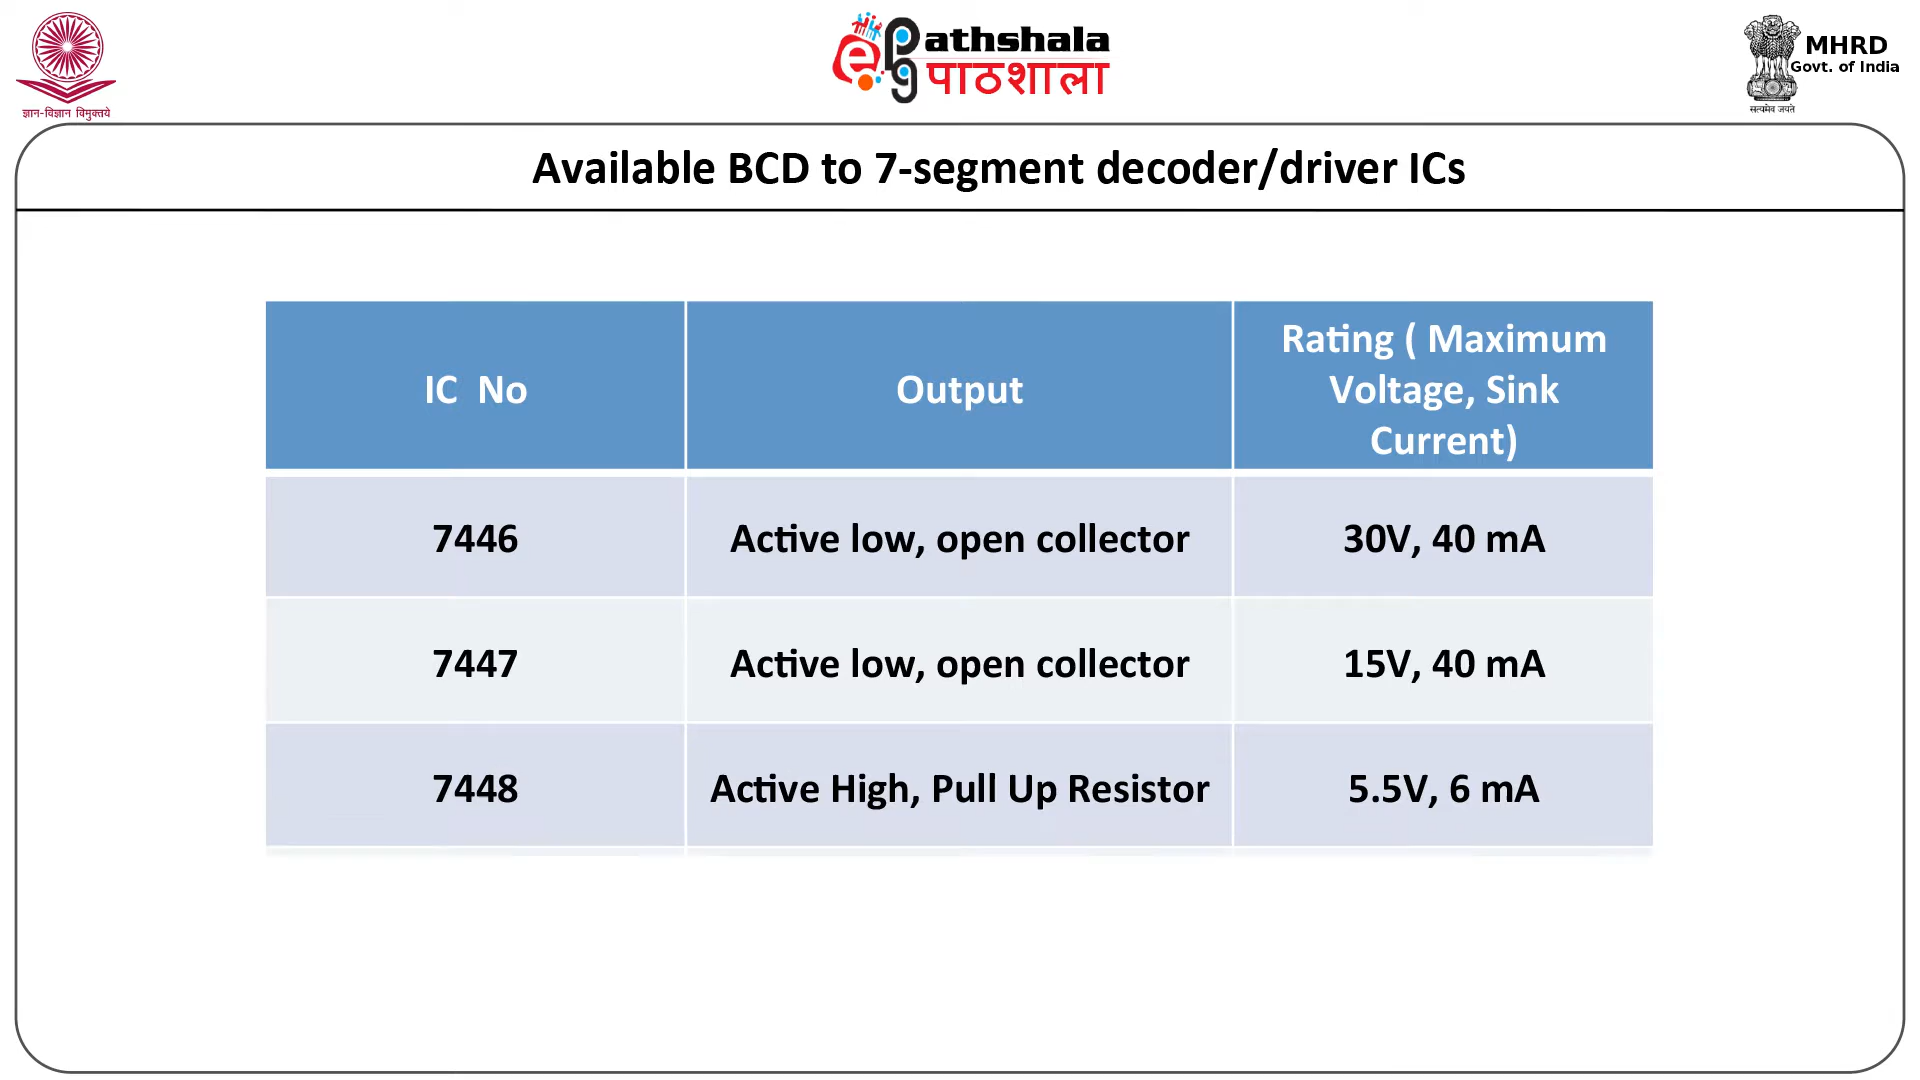 ज्ञान-विज्ञान विमुक्तये
ePathshala
पाठशाला
MHRD
Govt. of India
सत्यमेव जयते
Available BCD to 7-segment decoder/driver ICs
IC No
Output
Rating ( Maximum
Voltage, Sink
Current)
7446
Active low, open collector
30V, 40 mA
7447
Active low, open collector
15V, 40 mA
7448
Active High, Pull Up Resistor
5.5V, 6 mA